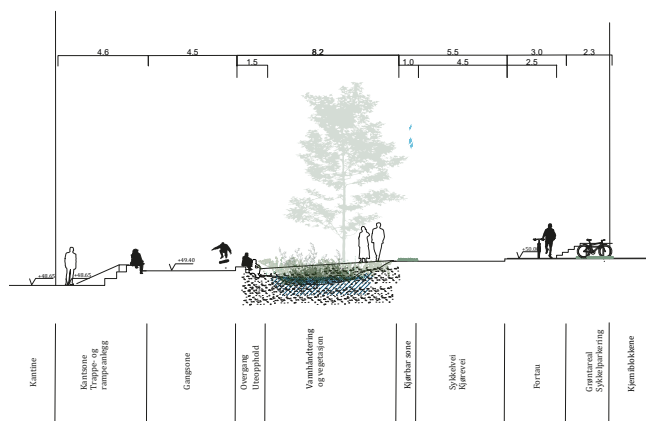 4.6
4.5
8.2
5.5
3.0
2.3
1.5
1.0
4.5
2.5
+48.65
+48.65
+49.40
Kantine
Kantsone
Trappe- og
rampeanlegg
Gangsone
Overgang
Uteopphold
Vannhåndtering
og vegetasjon
Kjørbar sone
Sykkelvei
Kjørevei
Fortau
Grøntareal
Sykkelparkering
Kjemiblokkene